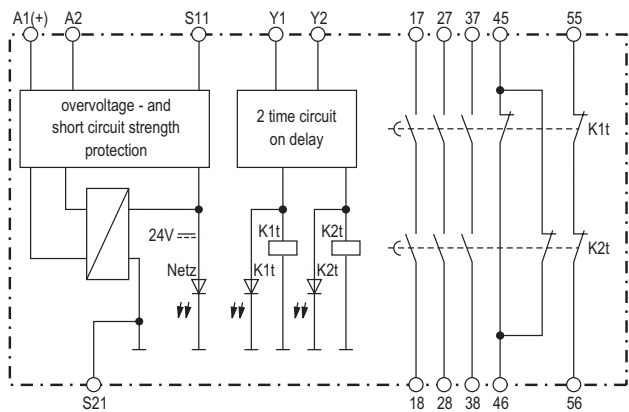 A1(+) A2 S11 Y1 Y2 17 27 37 45 55
overvoltage - and
short circuit strength
protection
2 time circuit
on delay
K1t
24V
K1t K2t
K2t
Netz K1t K2t
S21 18 28 38 46 56